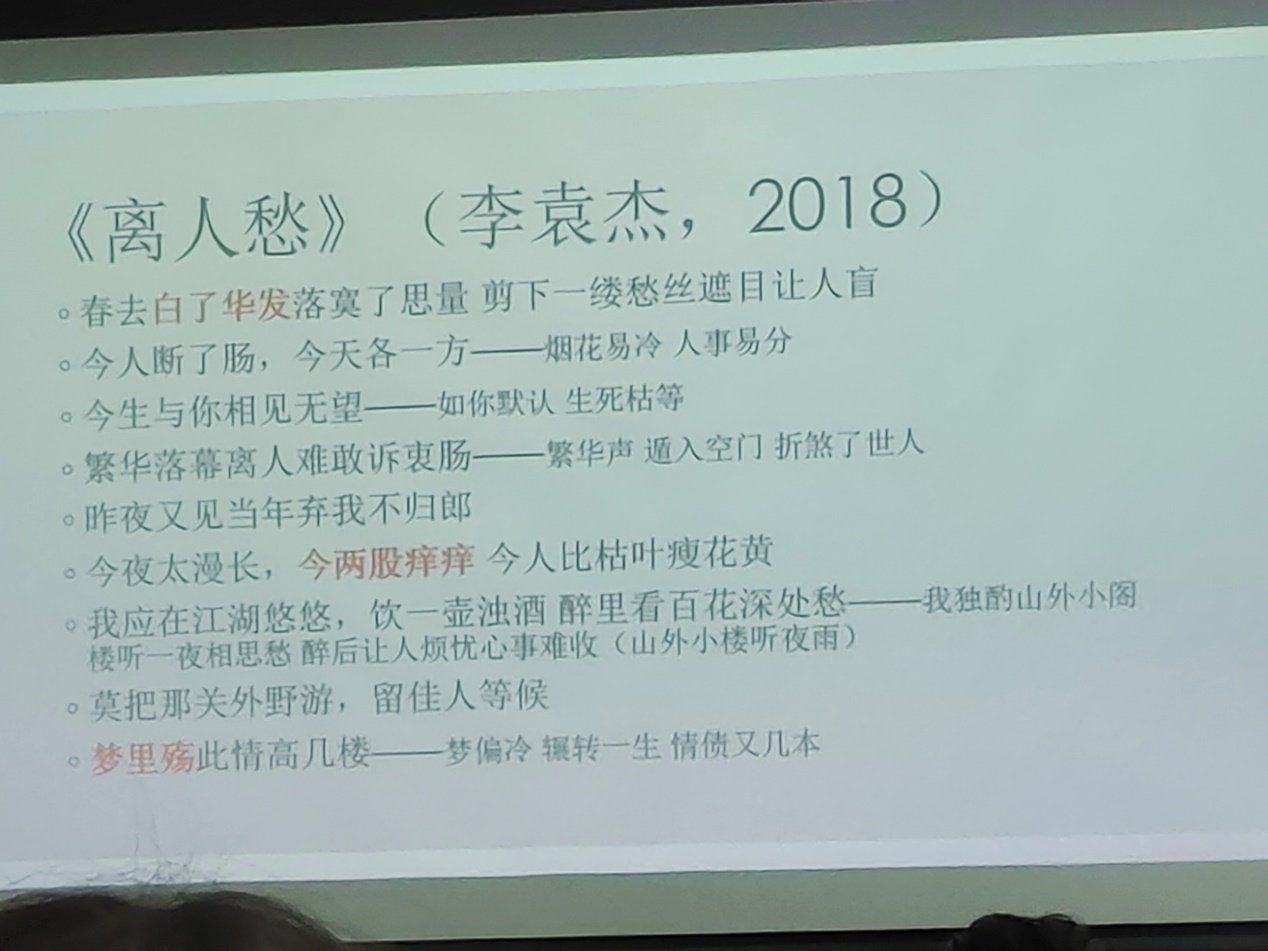 《离人愁》（李袁杰，2018）
春去白了华发落寞了思量 剪下一缕愁丝遮目让人盲
今人断了肠，今天各一方——烟花易冷 人事易分
今生与你相见无望——如你默认 生死枯等
繁华落幕离人难敢诉衷肠——繁华声 遁入空门 折煞了世人
昨夜又见当年弃我不归郎
今夜太漫长，今两股痒痒 今人比枯叶瘦花黄
我应在江湖悠悠，饮一壶浊酒 醉里看百花深处愁——我独酌山外小阁
楼听一夜相思愁 醉后让人烦忧心事难收（山外小楼听夜雨）
莫把那关外野游，留佳人等候
梦里殇此情高几楼——梦偏冷 辗转一生 情债又几本